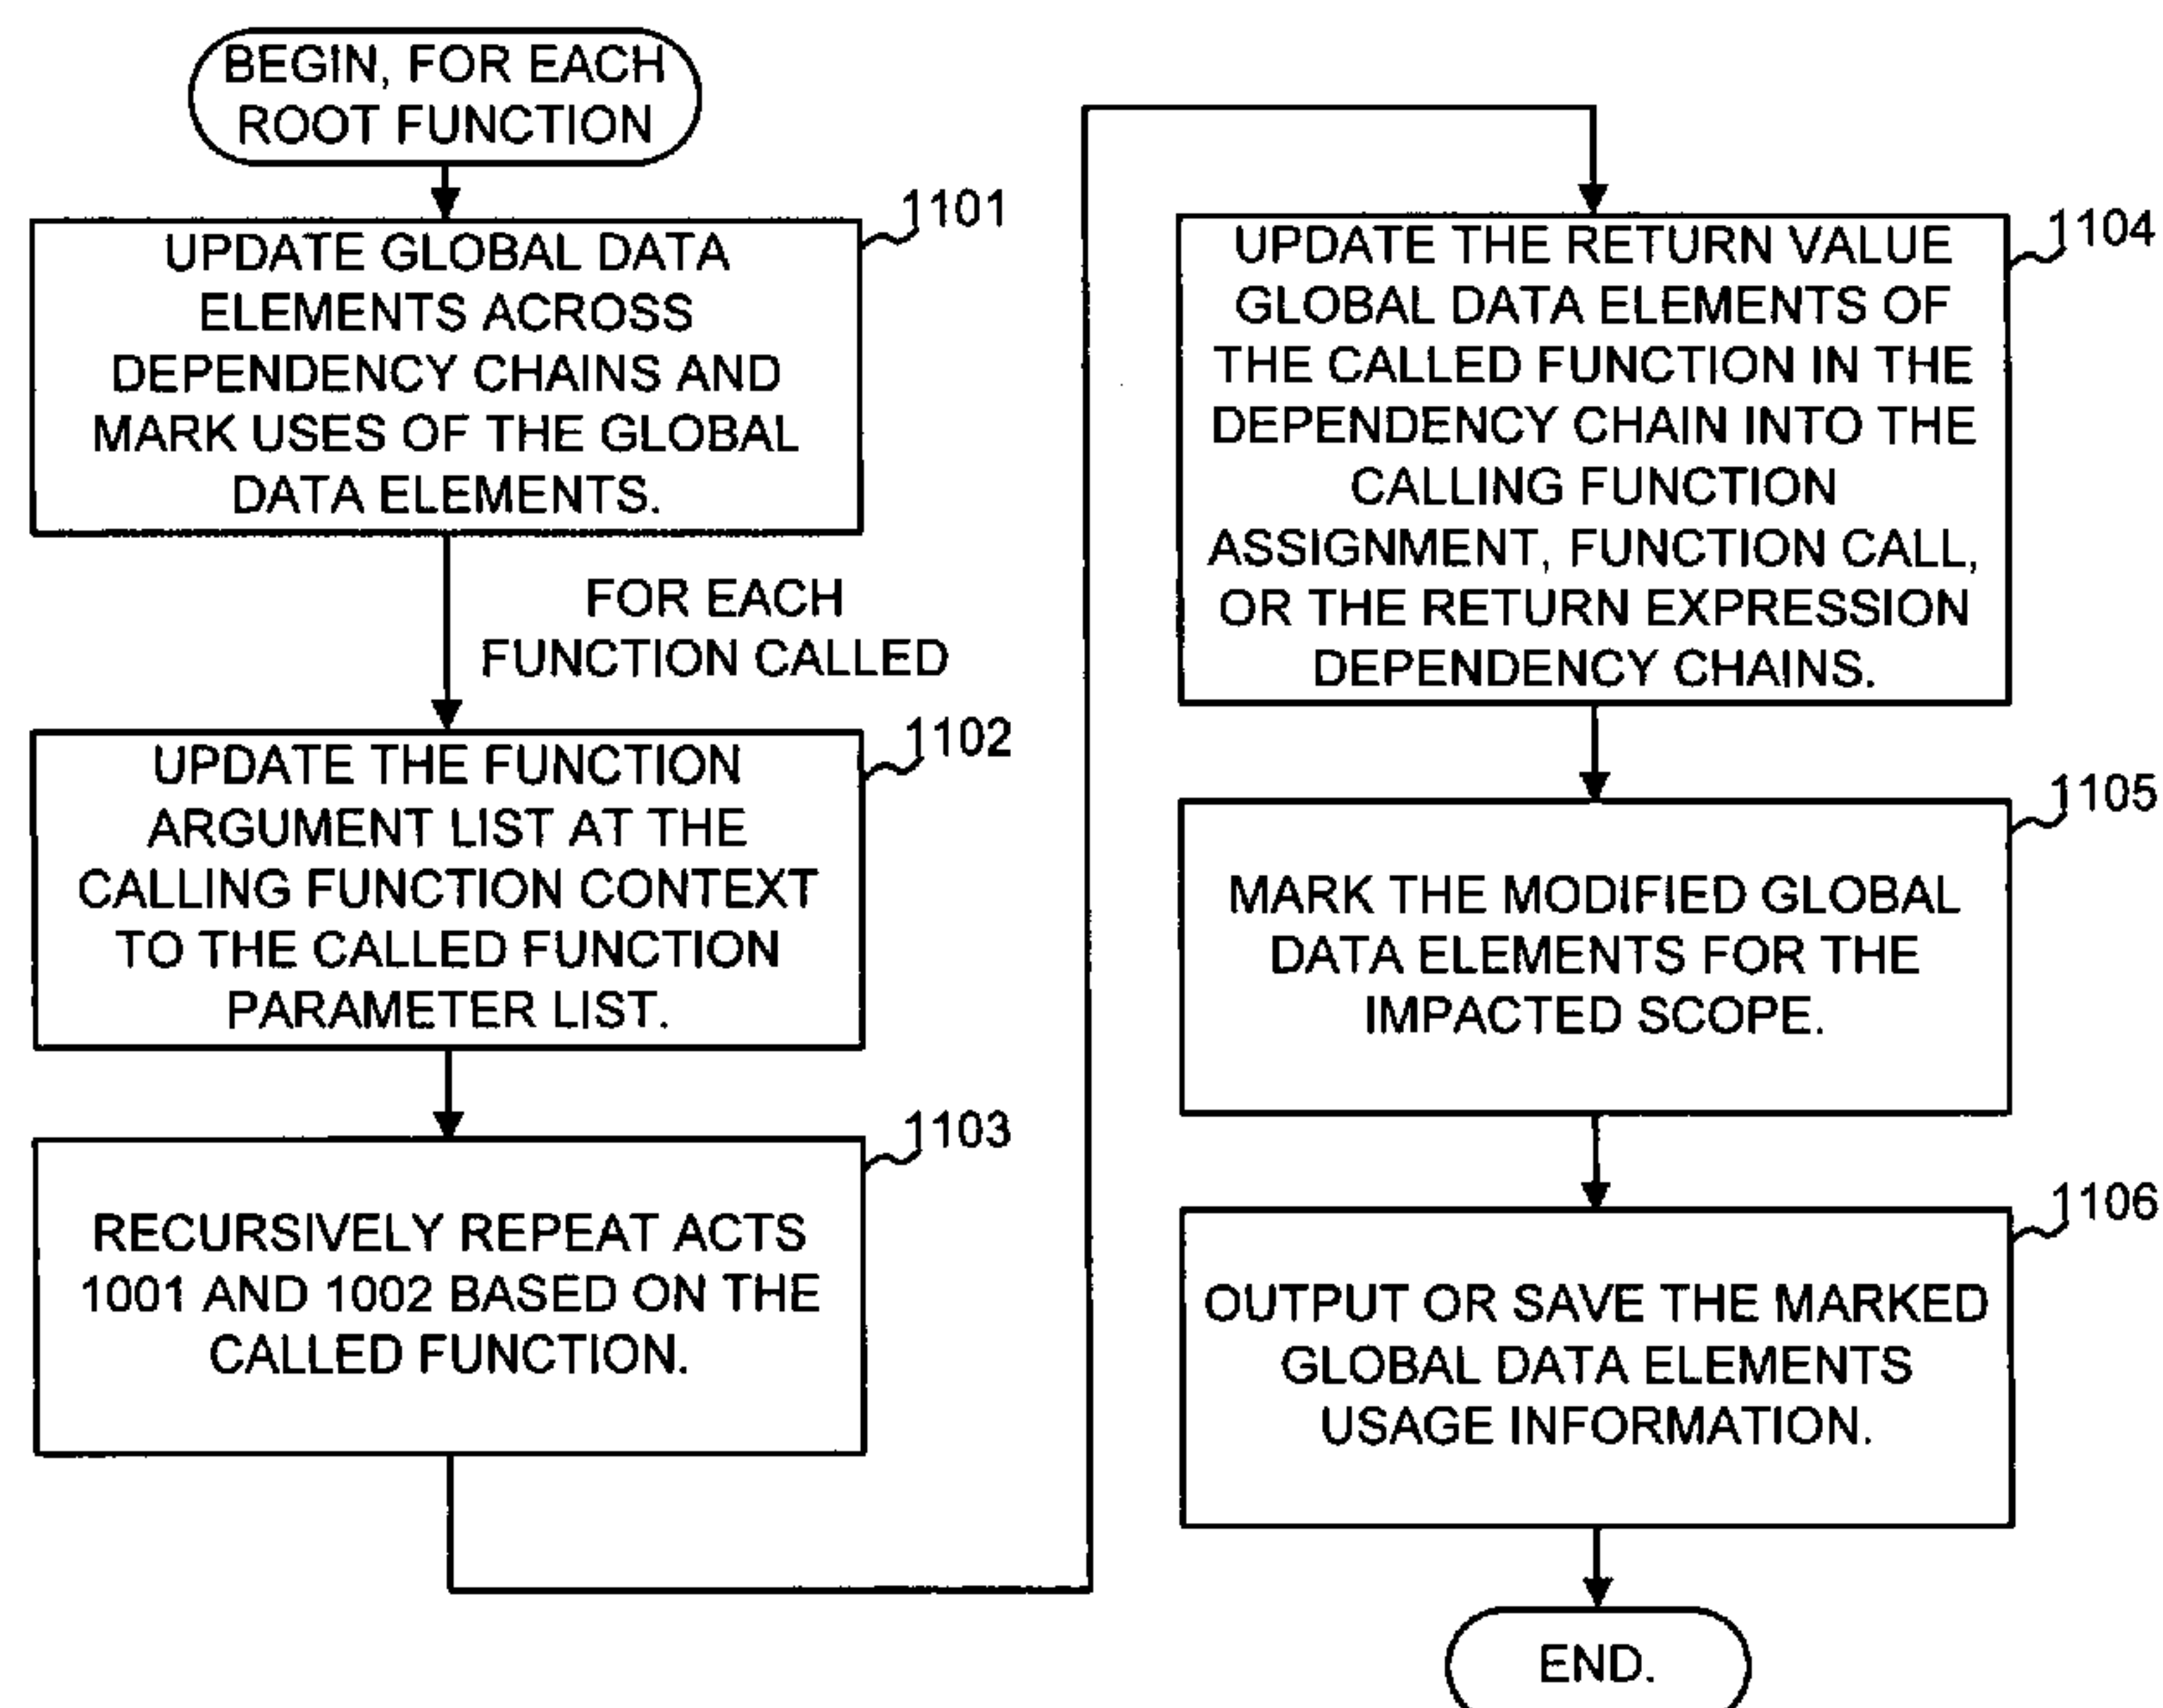 BEGIN, FOR EACH
ROOT FUNCTION
1101
UPDATE GLOBAL DATA
ELEMENTS ACROSS
DEPENDENCY CHAINS AND
MARK USES OF THE GLOBAL
DATA ELEMENTS.
FOR EACH
FUNCTION CALLED
1102
UPDATE THE FUNCTION
ARGUMENT LIST AT THE
CALLING FUNCTION CONTEXT
TO THE CALLED FUNCTION
PARAMETER LIST.
1103
RECURSIVELY REPEAT ACTS
1001 AND 1002 BASED ON THE
CALLED FUNCTION.
1104
UPDATE THE RETURN VALUE
GLOBAL DATA ELEMENTS OF
THE CALLED FUNCTION IN THE
DEPENDENCY CHAIN INTO THE
CALLING FUNCTION
ASSIGNMENT, FUNCTION CALL,
OR THE RETURN EXPRESSION
DEPENDENCY CHAINS.
1105
MARK THE MODIFIED GLOBAL
DATA ELEMENTS FOR THE
IMPACTED SCOPE.
1106
OUTPUT OR SAVE THE MARKED
GLOBAL DATA ELEMENTS
USAGE INFORMATION.
END.